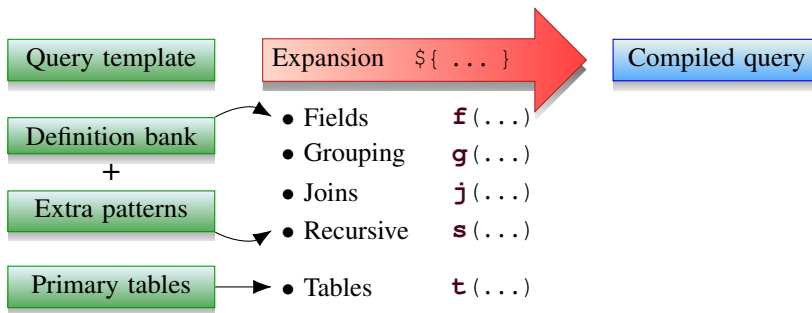 Query template
Expansion ${ ... }
Compiled query
Definition bank
+
Extra patterns
Primary tables
• Fields f(...)
• Grouping g(...)
• Joins j(...)
• Recursive s(...)
• Tables t(...)